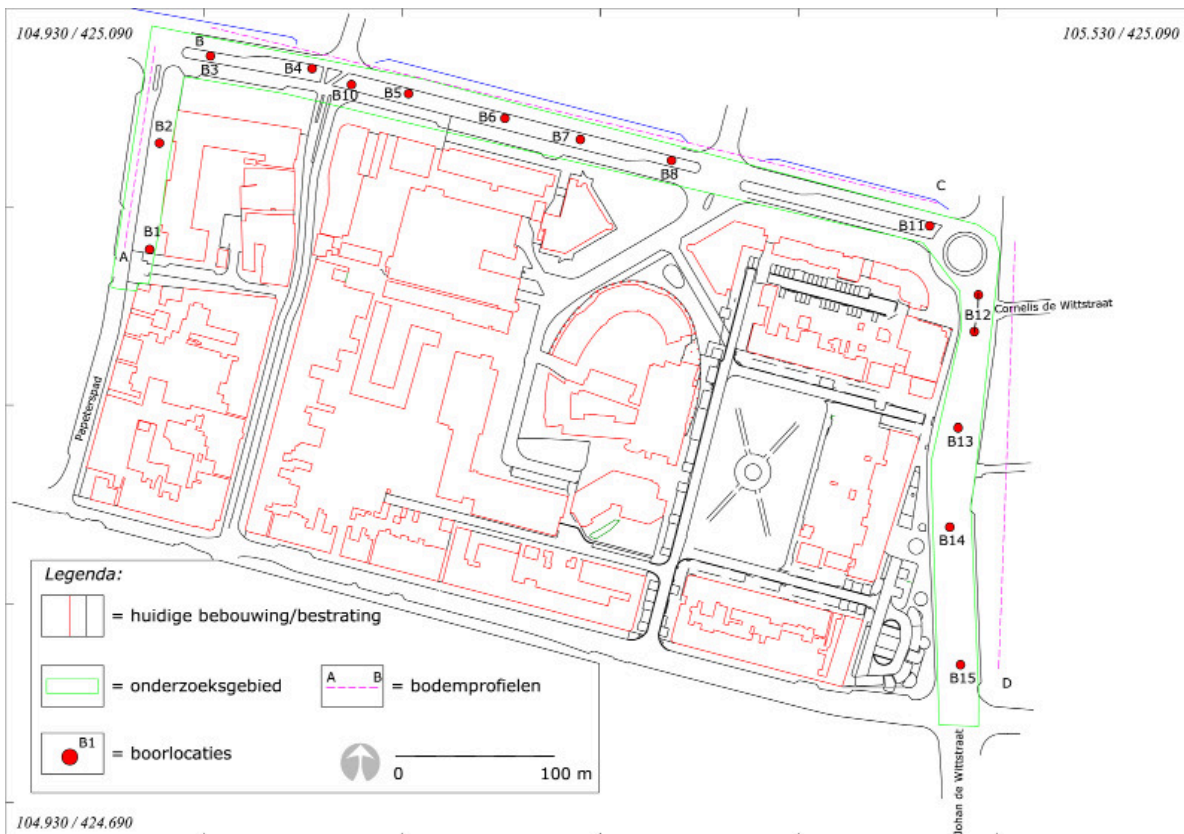 104.930 / 425.090
105.530 / 425.090
B
B3
B4
B10
B5
B6
B7
B8
B2
B1
A
C
B11
B12
Cornelis de Wittstraat
B13
B14
B15
D
Papeterspad
Johan de Wittstraat
Legenda:
= huidige bebouwing/bestrating
= onderzoeksgebied
A B = bodemprofielen
B1 = boorlocaties
0 100 m
104.930 / 424.690